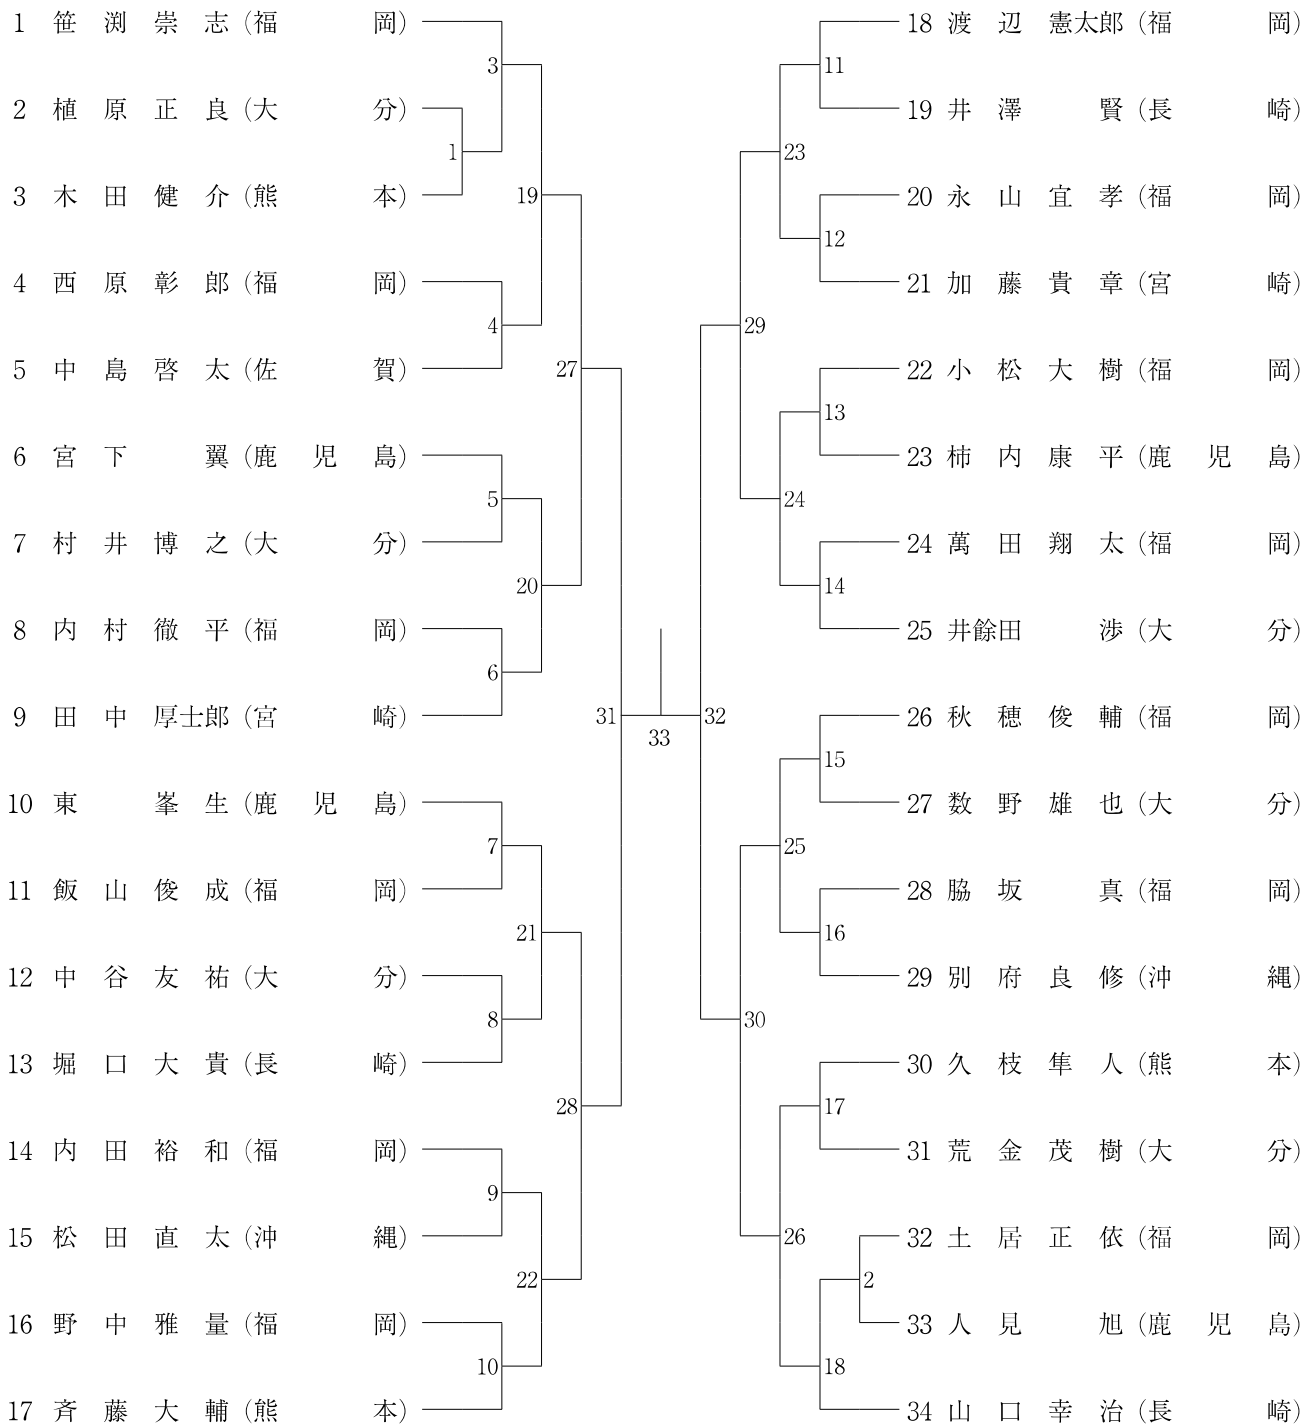 1 笹渕崇志(福岡)
2 植原正良(大分)
3 木田健介(熊本)
4 西原彰郎(福岡)
5 中島啓太(佐賀)
6 宮下翼(鹿児島)
7 村井博之(大分)
8 内村徹平(福岡)
9 田中厚士郎(宮崎)
10 東峯生(鹿児島)
11 飯山俊成(福岡)
12 中谷友祐(大分)
13 堀口大貴(長崎)
14 内田裕和(福岡)
15 松田直太(沖縄)
16 野中雅量(福岡)
17 斉藤大輔(熊本)
3
1
19
4
27
5
20
6
31
7
21
8
28
9
22
10
33
32
11
23
12
29
13
24
14
15
25
16
30
17
26
2
18
18 渡辺憲太郎(福岡)
19 井澤賢(長崎)
20 永山宜孝(福岡)
21 加藤貴章(宮崎)
22 小松大樹(福岡)
23 柿内康平(鹿児島)
24 萬田翔太(福岡)
25 井餘田渉(大分)
26 秋穂俊輔(福岡)
27 数野雄也(大分)
28 脇坂真(福岡)
29 別府良修(沖縄)
30 久枝隼人(熊本)
31 荒金茂樹(大分)
32 土居正依(福岡)
33 人見旭(鹿児島)
34 山口幸治(長崎)